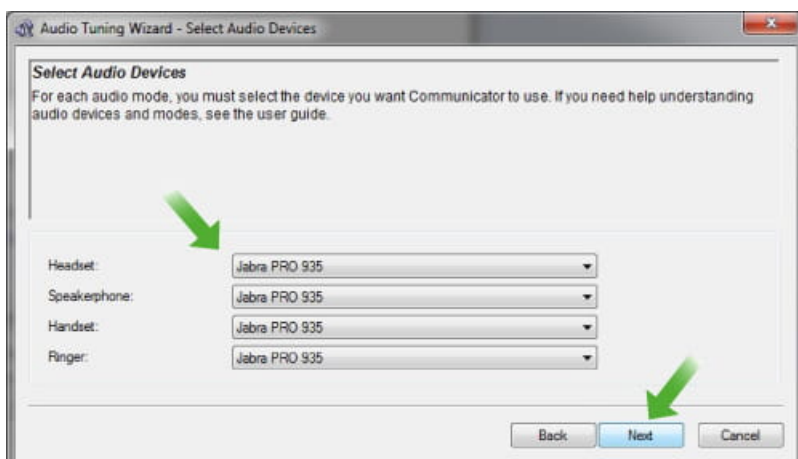 Audio Tuning Wizard - Select Audio Devices
Select Audio Devices
For each audio mode, you must select the device you want Communicator to use. If you need help understanding
audio devices and modes, see the user guide.
Headset: Jabra PRO 935
Speakerphone: Jabra PRO 935
Handset: Jabra PRO 935
Ringer: Jabra PRO 935
Back Next Cancel